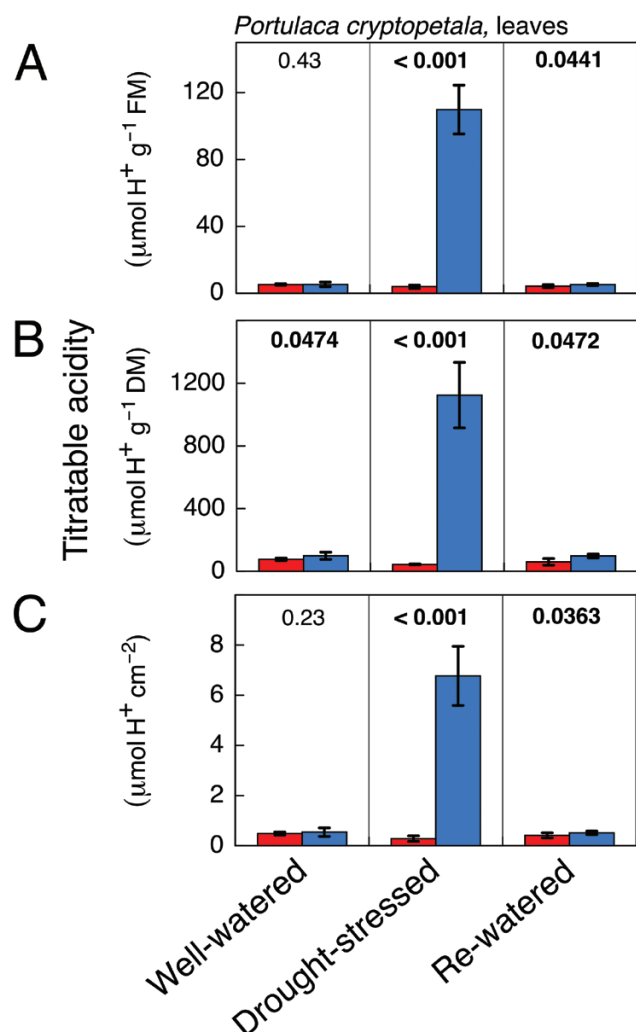 Portulaca cryptopetala, leaves
A
0.43 < 0.001 0.0441
120
80
40
0
(μmol H⁺ g⁻¹ FM)
B
0.0474 < 0.001 0.0472
1200
800
400
0
Titratable acidity
(μmol H⁺ g⁻¹ DM)
C
0.23 < 0.001 0.0363
8
6
4
2
0
(μmol H⁺ cm⁻²)
Well-watered
Drought-stressed
Re-watered